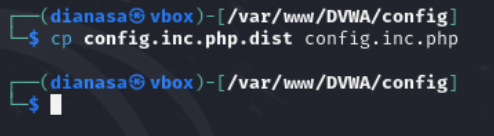 ┌──(dianasa㉿vbox)-[/var/www/DVWA/config]
└─$ cp config.inc.php.dist config.inc.php
┌──(dianasa㉿vbox)-[/var/www/DVWA/config]
└─$